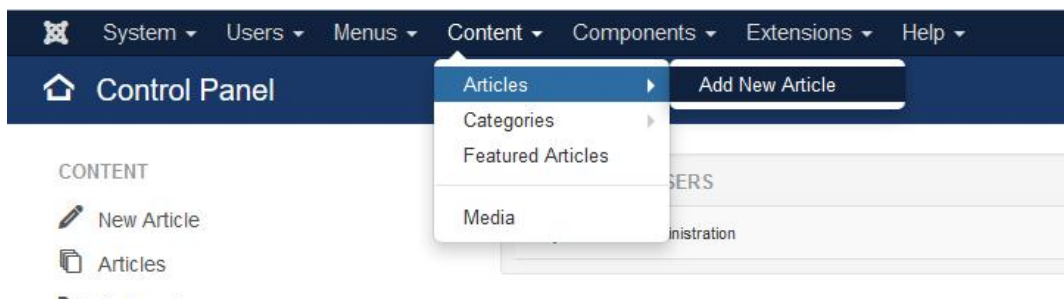 System Users Menus Content Components Extensions Help
Control Panel
Articles Add New Article
Categories
Featured Articles
Media
CONTENT
New Article
Articles